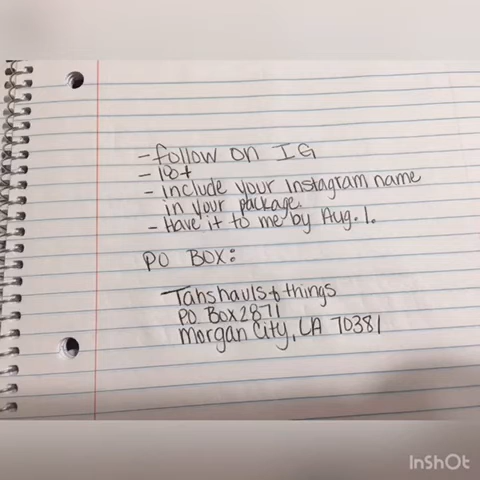 - follow on IG
- 18+
- include your Instagram name
in your package.
- Have it to me by Aug. 1.
PO BOX:
Tahshauls & things
PO BOX 2871
Morgan City, LA 70381
InShOt